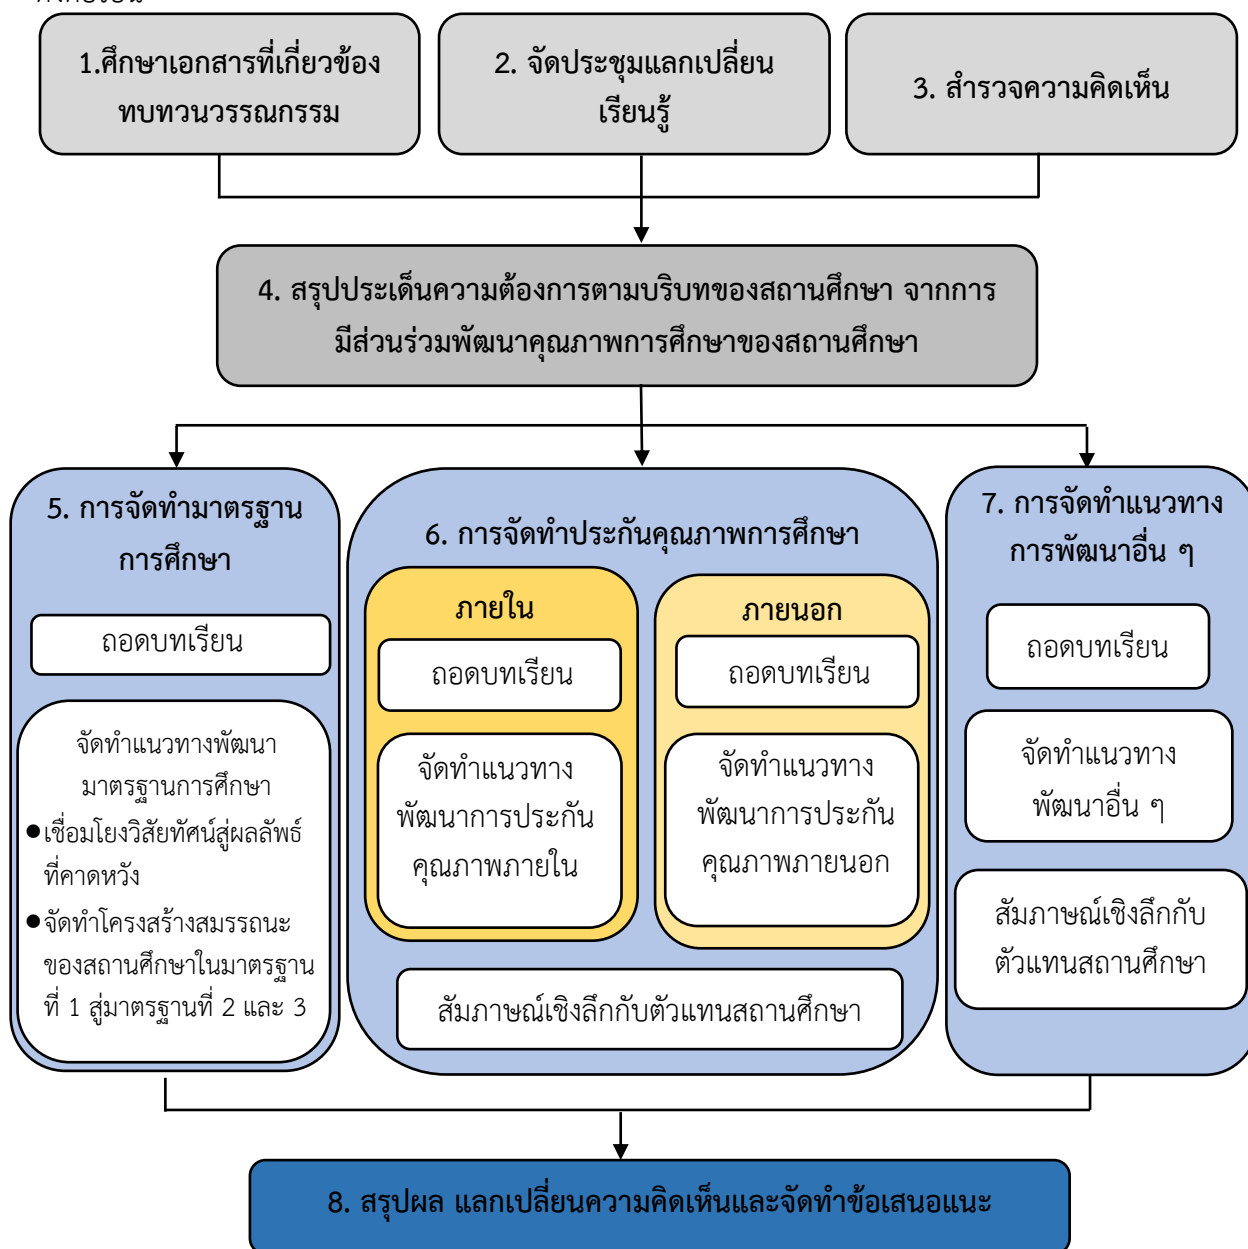 1.ศึกษาเอกสารที่เกี่ยวข้อง
ทบทวนวรรณกรรม
2. จัดประชุมแลกเปลี่ยน
เรียนรู้
3. สำรวจความคิดเห็น
4. สรุปประเด็นความต้องการตามบริบทของสถานศึกษา จากการ
มีส่วนร่วมพัฒนาคุณภาพการศึกษาของสถานศึกษา
5. การจัดทำมาตรฐาน
การศึกษา
ถอดบทเรียน
จัดทำแนวทางพัฒนา
มาตรฐานการศึกษา
●เชื่อมโยงวิสัยทัศน์สู่ผลลัพธ์
ที่คาดหวัง
●จัดทำโครงสร้างสมรรถนะ
ของสถานศึกษาในมาตรฐาน
ที่ 1 สู่มาตรฐานที่ 2 และ 3
6. การจัดทำประกันคุณภาพการศึกษา
ภายใน
ถอดบทเรียน
จัดทำแนวทาง
พัฒนาการประกัน
คุณภาพภายใน
ภายนอก
ถอดบทเรียน
จัดทำแนวทาง
พัฒนาการประกัน
คุณภาพภายนอก
สัมภาษณ์เชิงลึกกับตัวแทนสถานศึกษา
7. การจัดทำแนวทาง
การพัฒนาอื่น ๆ
ถอดบทเรียน
จัดทำแนวทาง
พัฒนาอื่น ๆ
สัมภาษณ์เชิงลึกกับ
ตัวแทนสถานศึกษา
8. สรุปผล แลกเปลี่ยนความคิดเห็นและจัดทำข้อเสนอแนะ